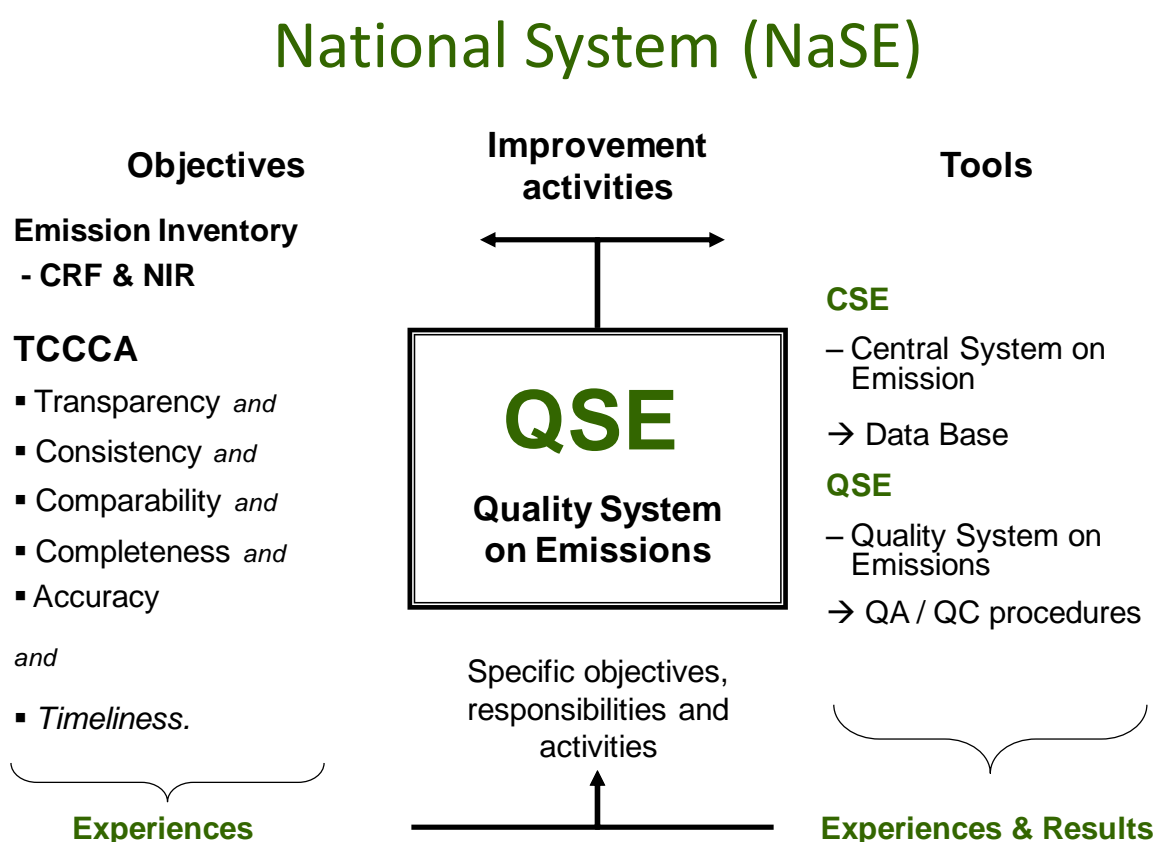 National System (NaSE)
Objectives
Emission Inventory
- CRF & NIR
TCCCA
▪ Transparency and
▪ Consistency and
▪ Comparability and
▪ Completeness and
▪ Accuracy
and
▪ Timeliness.
Experiences
Improvement
activities
QSE
Quality System
on Emissions
Specific objectives,
responsibilities and
activities
Tools
CSE
– Central System on
Emission
→ Data Base
QSE
– Quality System on
Emissions
→ QA / QC procedures
Experiences & Results